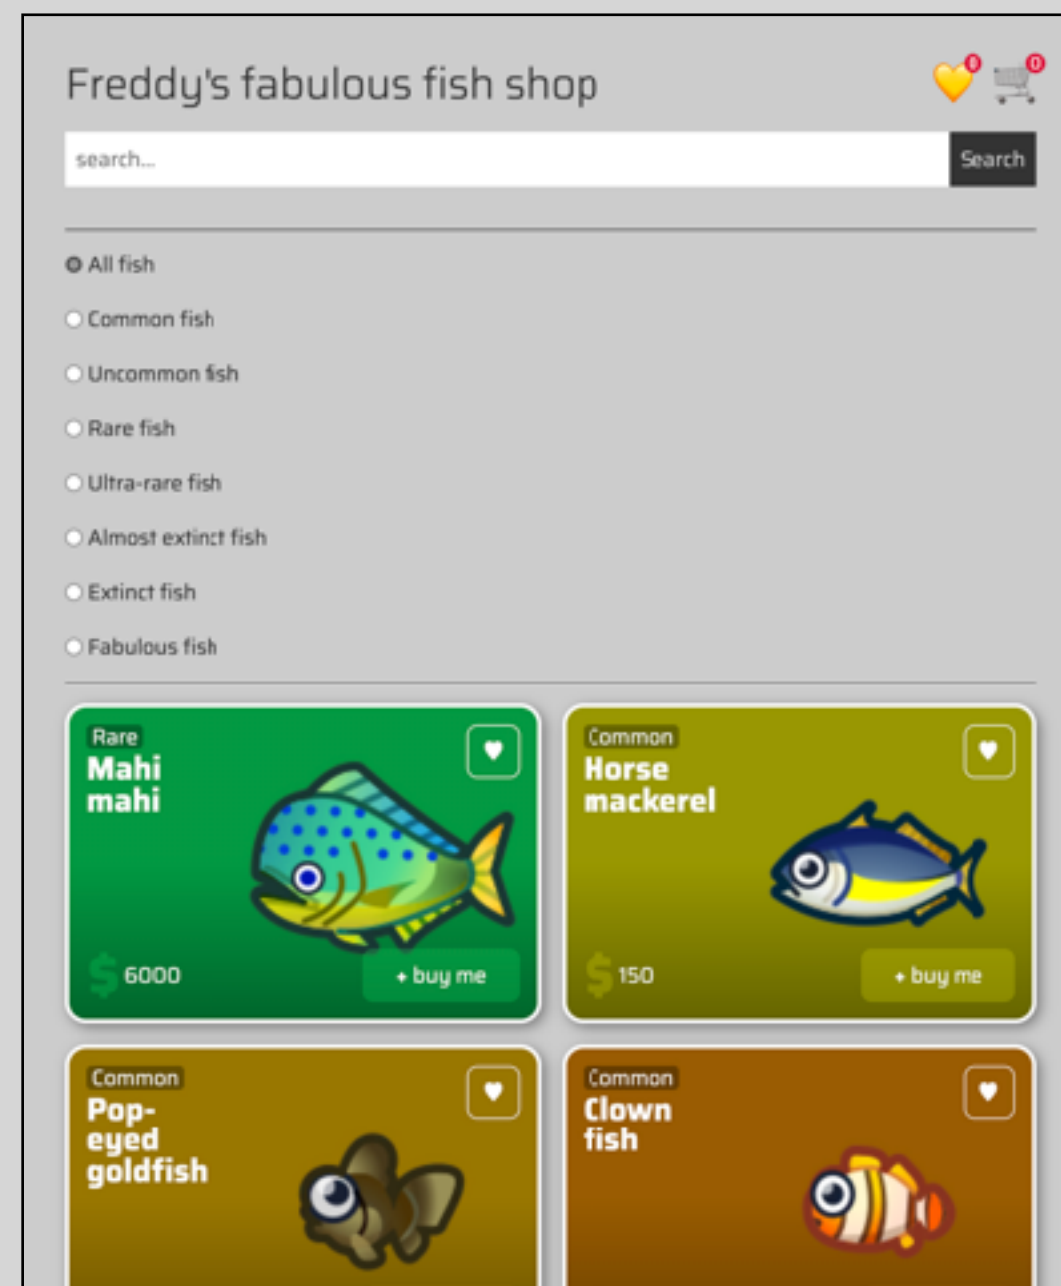 Freddy's fabulous fish shop
0
0
search...
Search
All fish
Common fish
Uncommon fish
Rare fish
Ultra-rare fish
Almost extinct fish
Extinct fish
Fabulous fish
Rare
Mahi
mahi
$ 6000
+ buy me
Common
Horse
mackerel
$ 150
+ buy me
Common
Pop-
eyed
goldfish
Common
Clown
fish